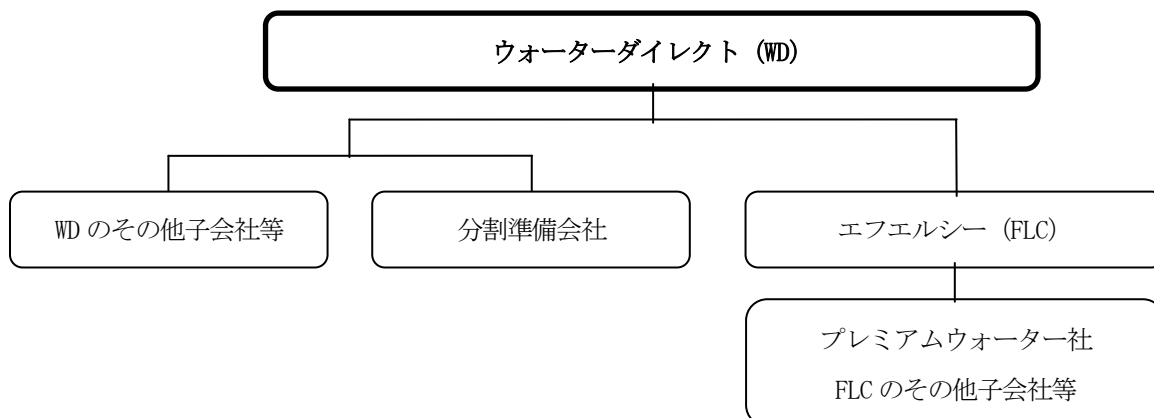 ウォーターダイレクト (WD)
WD のその他子会社等
分割準備会社
エフエルシー (FLC)
プレミアムウォーター社
FLC のその他子会社等